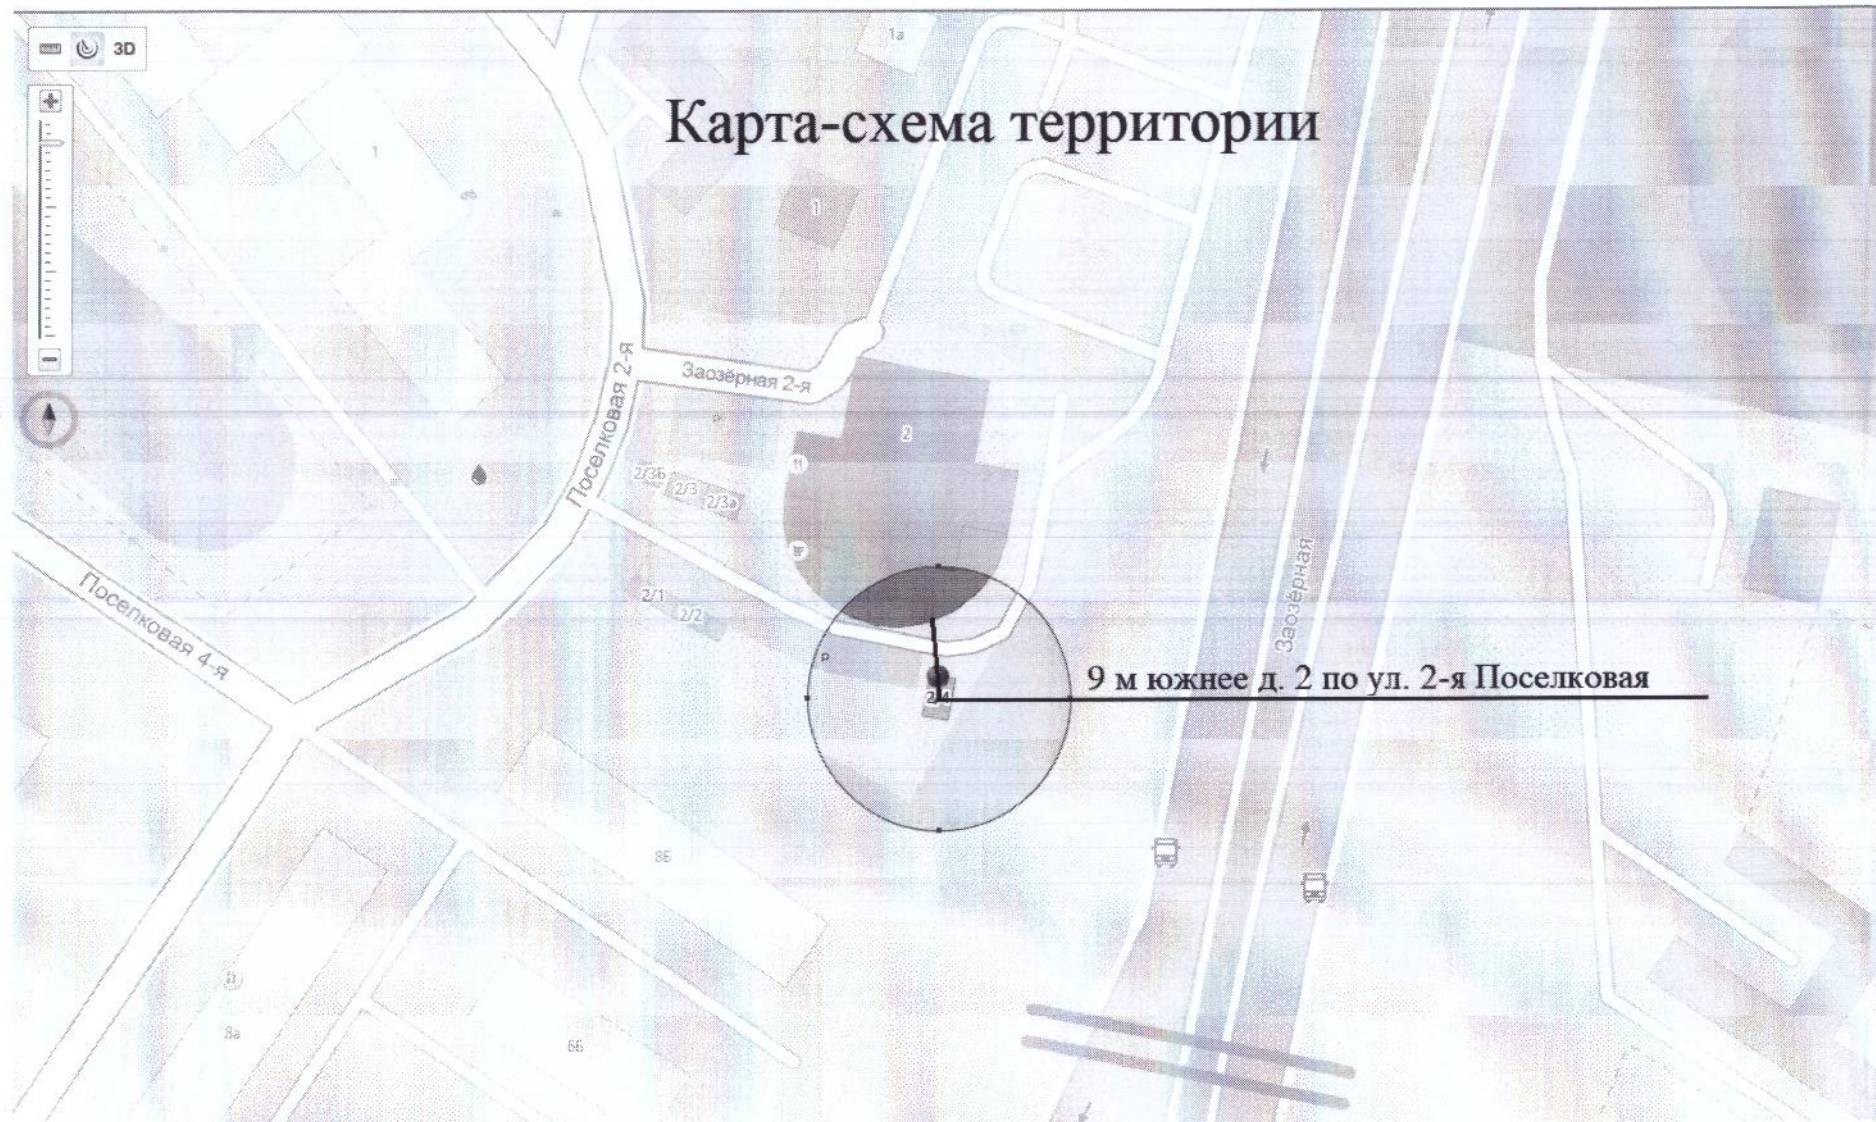 3D
1а
Карта-схема территории
1
1
Заозёрная 2-я
Поселковая 2-я
Р
2
2/3Б
2/3
2/3а
Заозёрная
Поселковая 4-я
2/1
2/2
Р
9 м южнее д. 2 по ул. 2-я Поселковая
8Б
8а
6Б